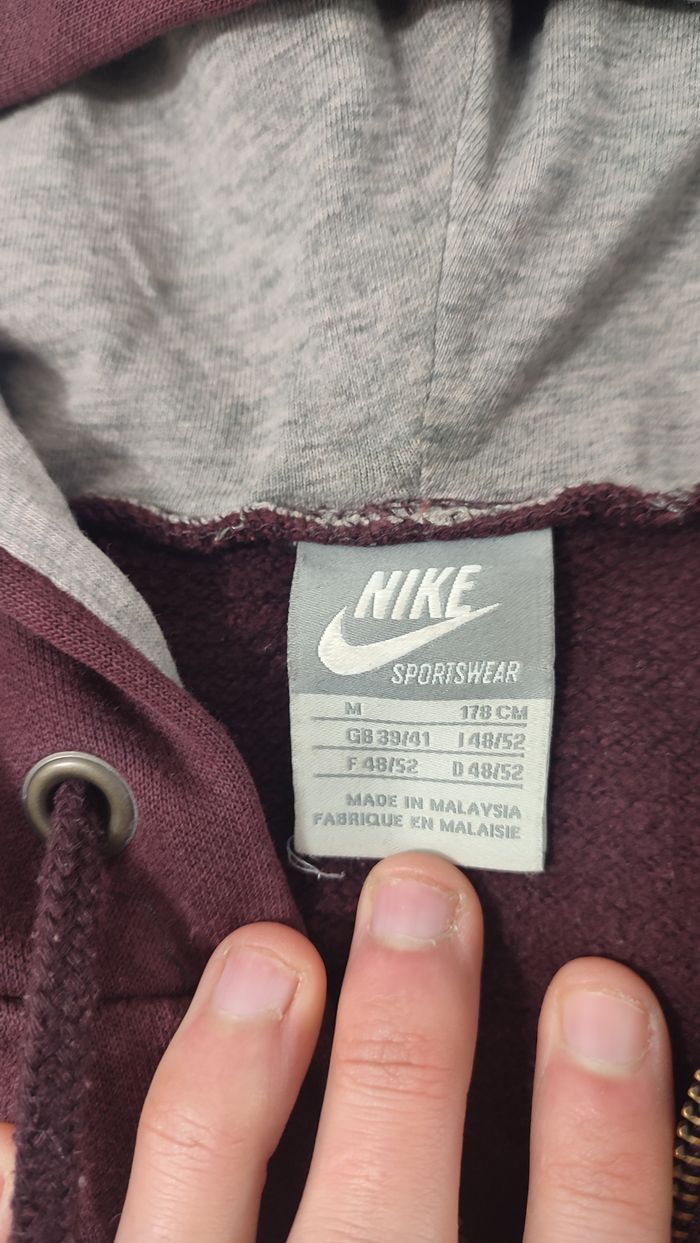 NIKE
SPORTSWEAR
M 178 CM
GB 39/41 I 48/52
F 48/52 D 48/52
MADE IN MALAYSIA
FABRIQUE EN MALAISIE